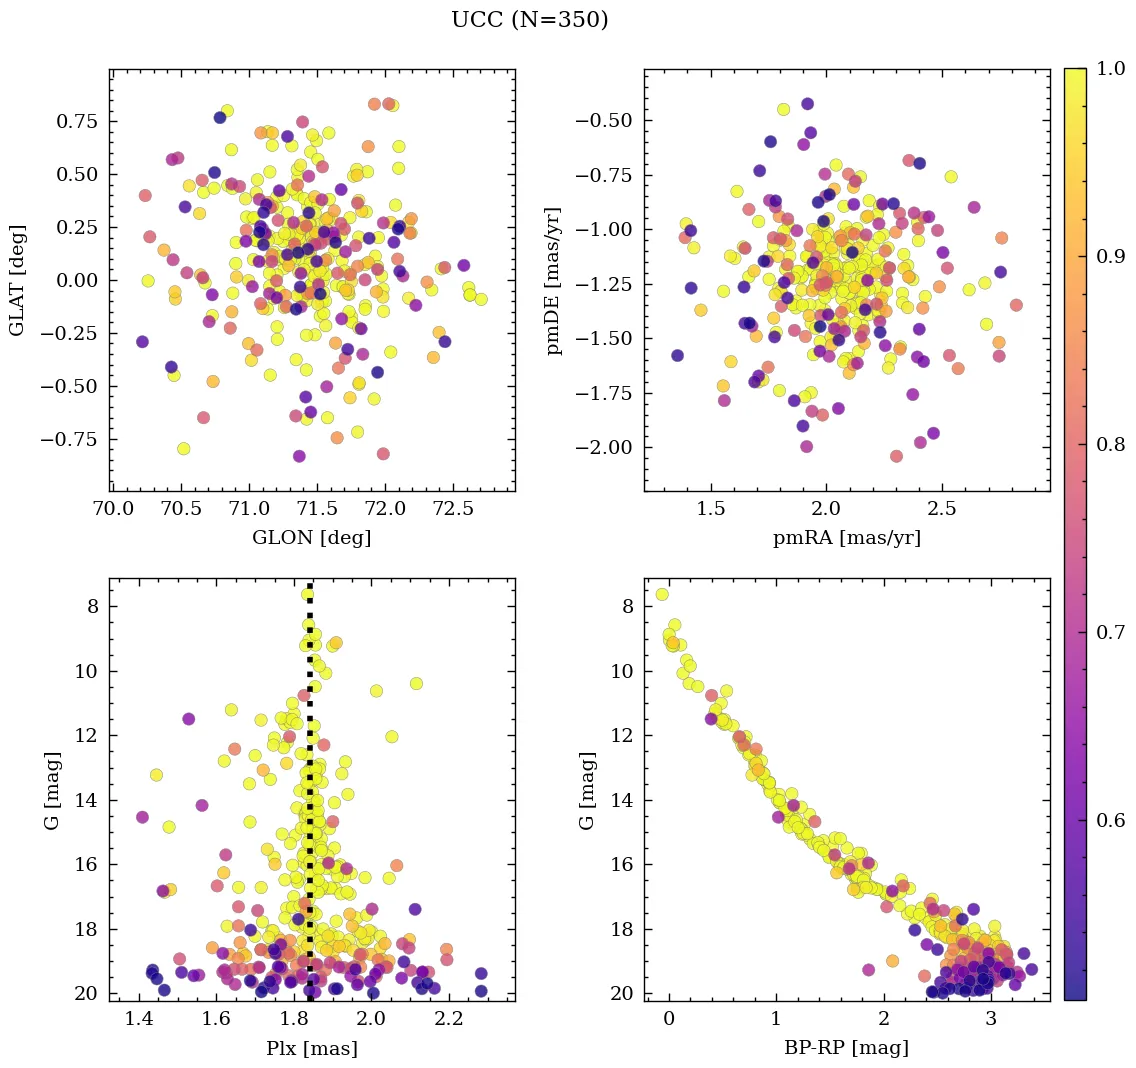 UCC (N=350)
0.75
0.50
0.25
0.00
−0.25
−0.50
−0.75
GLAT [deg]
70.0 70.5 71.0 71.5 72.0 72.5
GLON [deg]
−0.50
−0.75
−1.00
−1.25
−1.50
−1.75
−2.00
pmDE [mas/yr]
1.5 2.0 2.5
pmRA [mas/yr]
1.0
0.9
0.8
0.7
0.6
8
10
12
14
16
18
20
G [mag]
1.4 1.6 1.8 2.0 2.2
Plx [mas]
8
10
12
14
16
18
20
G [mag]
0 1 2 3
BP-RP [mag]